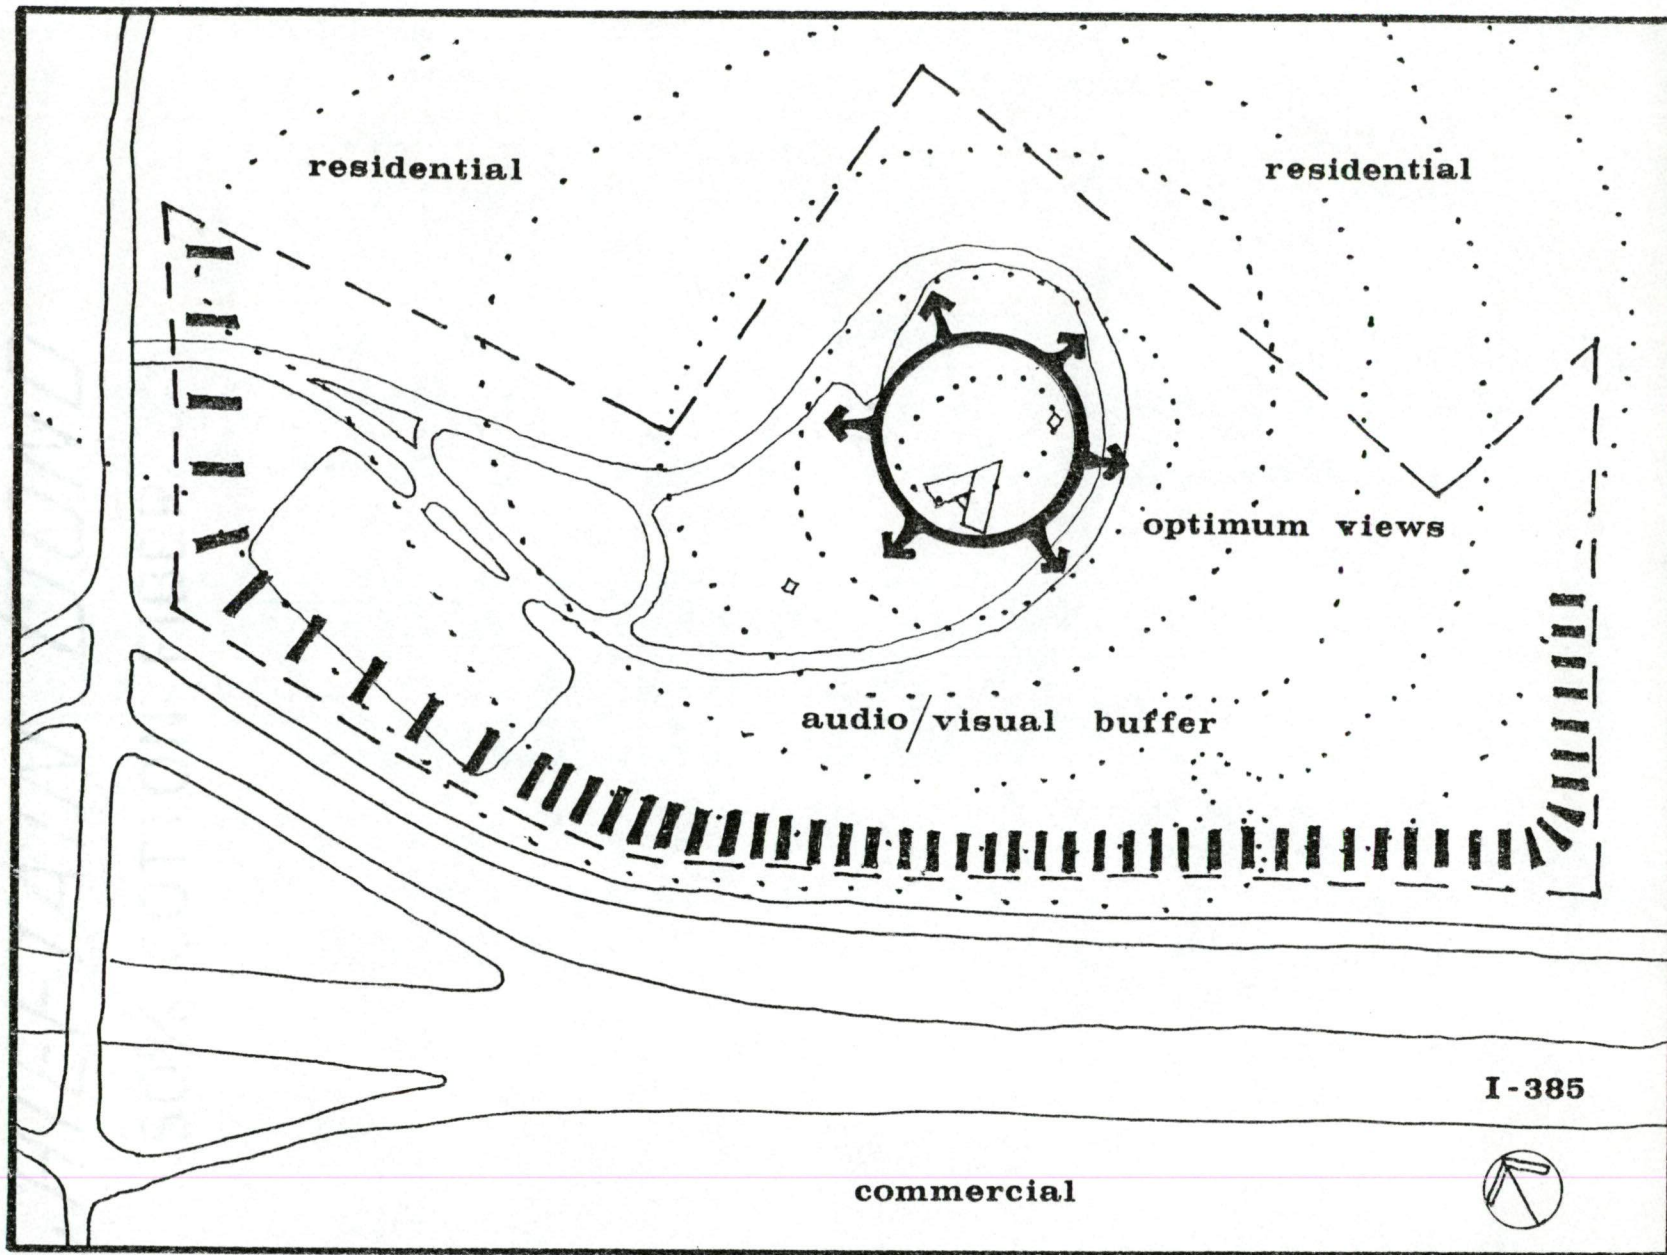 residential
residential
optimum views
audio/visual buffer
I-385
commercial